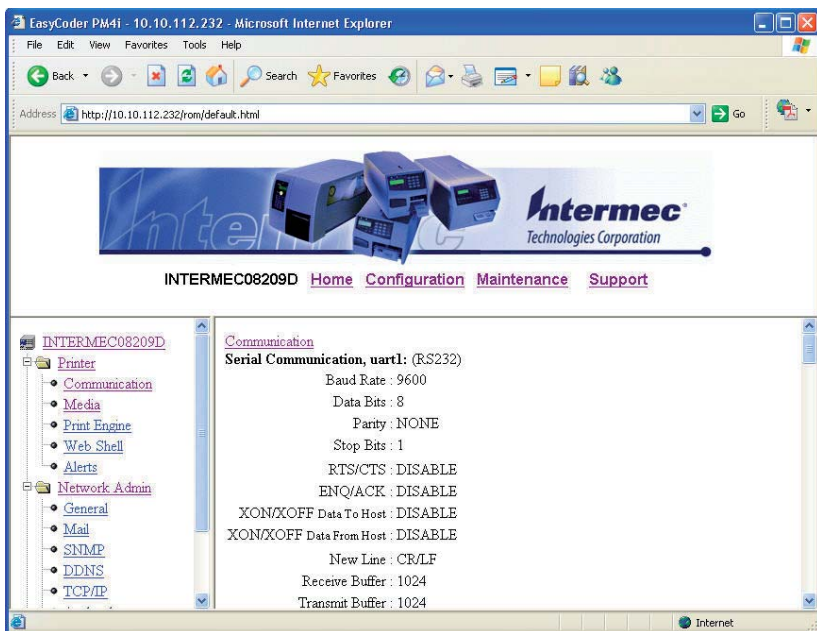 EasyCoder PM4i - 10.10.112.232 - Microsoft Internet Explorer
File Edit View Favorites Tools Help
Back Search Favorites
Address http://10.10.112.232/rom/default.html Go
Intermec
Intermec
Technologies Corporation
INTERMEC08209D Home Configuration Maintenance Support
INTERMEC08209D
Printer
Communication
Media
Print Engine
Web Shell
Alerts
Network Admin
General
Mail
SNMP
DDNS
TCP/IP
Communication
Serial Communication, uart1: (RS232)
Baud Rate : 9600
Data Bits : 8
Parity : NONE
Stop Bits : 1
RTS/CTS : DISABLE
ENQ/ACK : DISABLE
XON/XOFF Data To Host : DISABLE
XON/XOFF Data From Host : DISABLE
New Line : CR/LF
Receive Buffer : 1024
Transmit Buffer : 1024
Internet